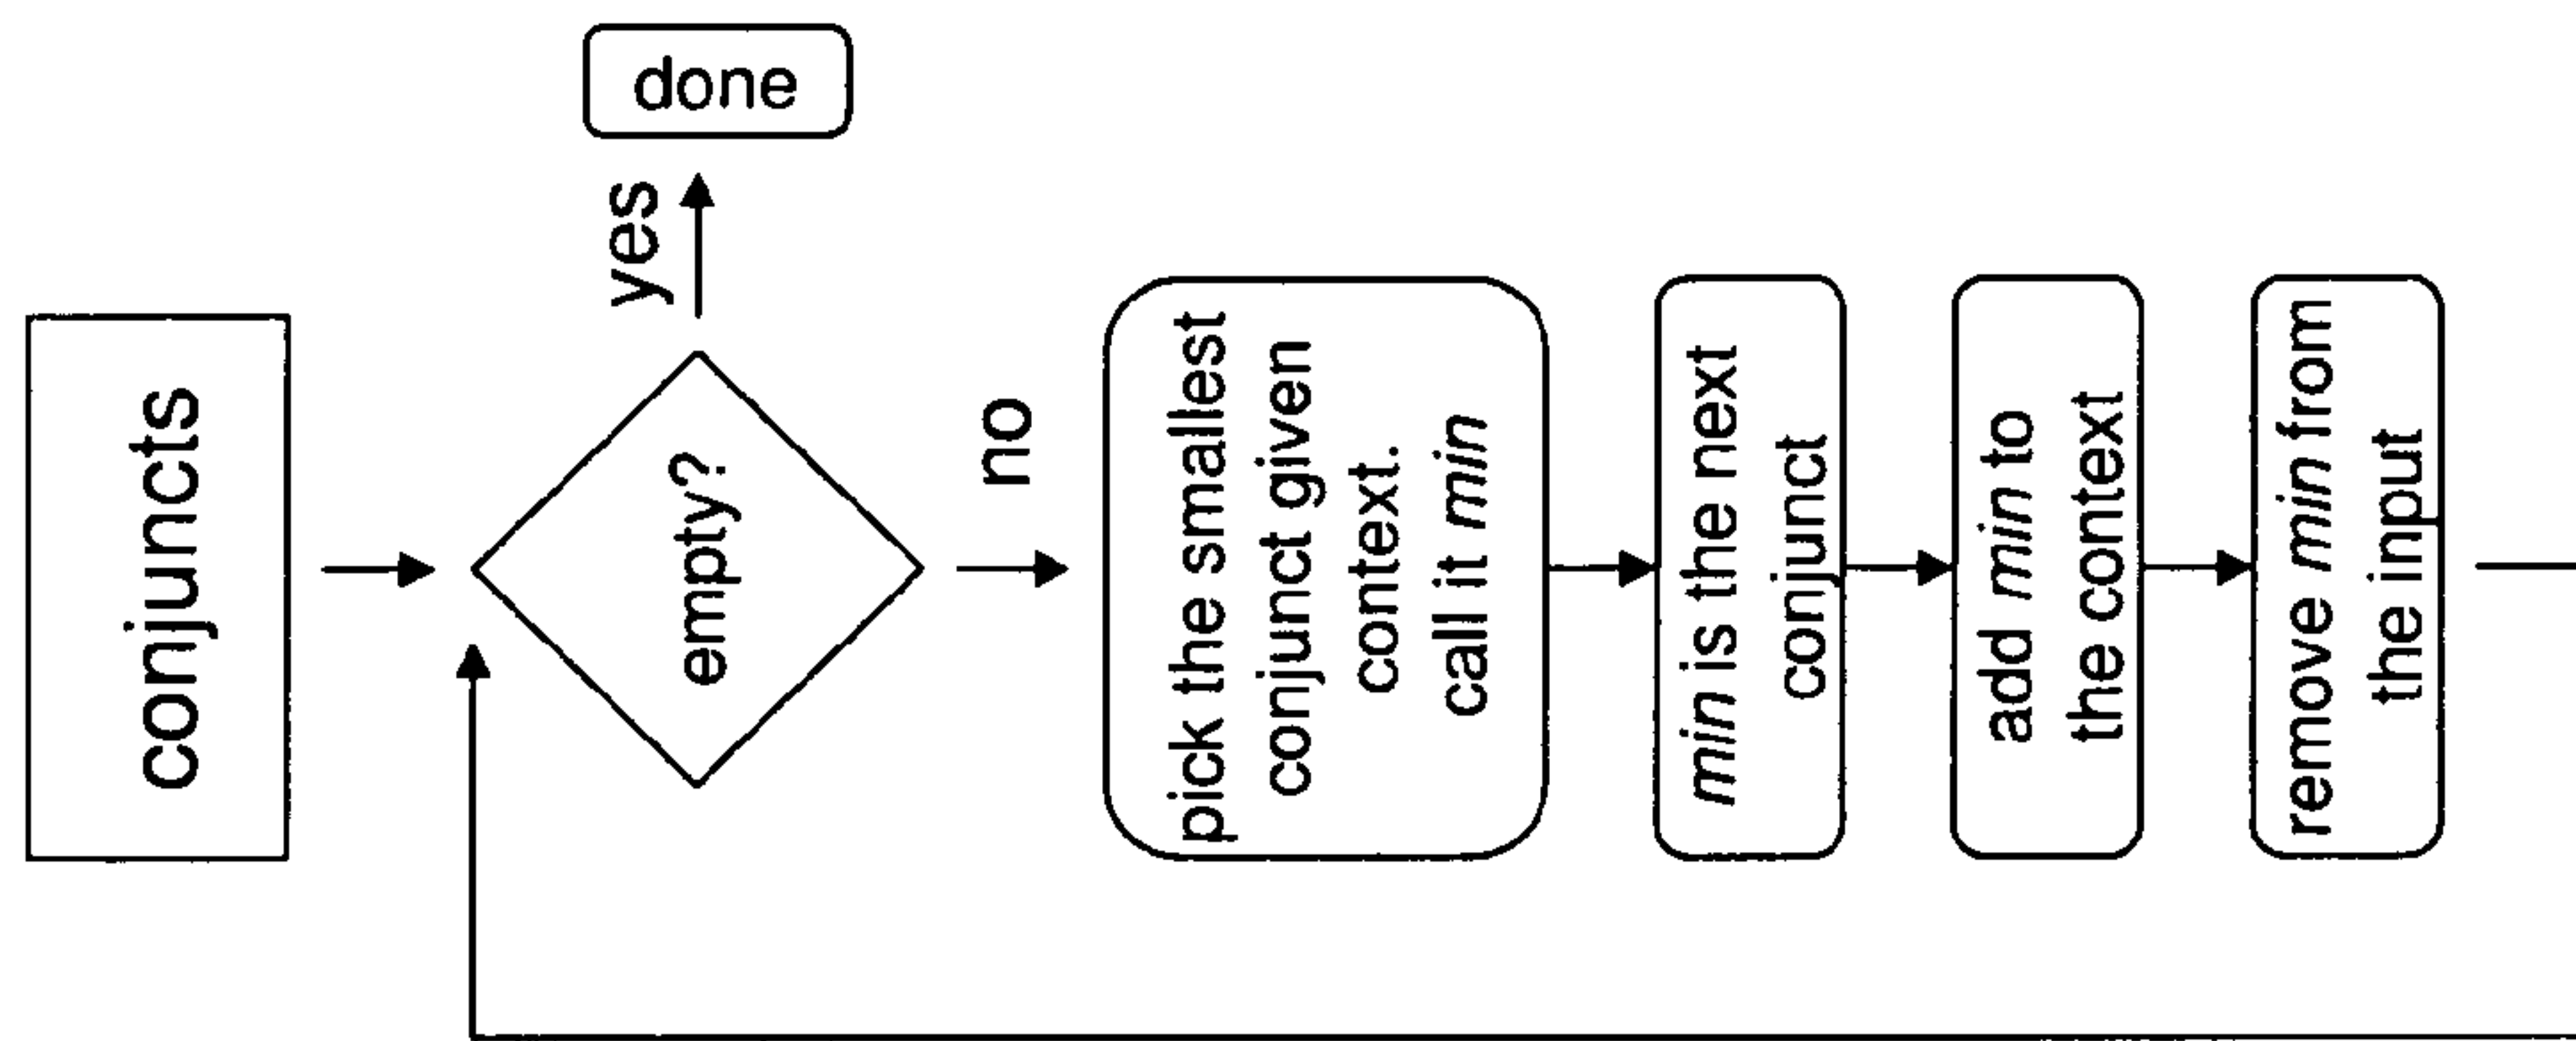 conjuncts
empty?
yes
done
no
pick the smallest
conjunct given
context.
call it min
min is the next
conjunct
add min to
the context
remove min from
the input